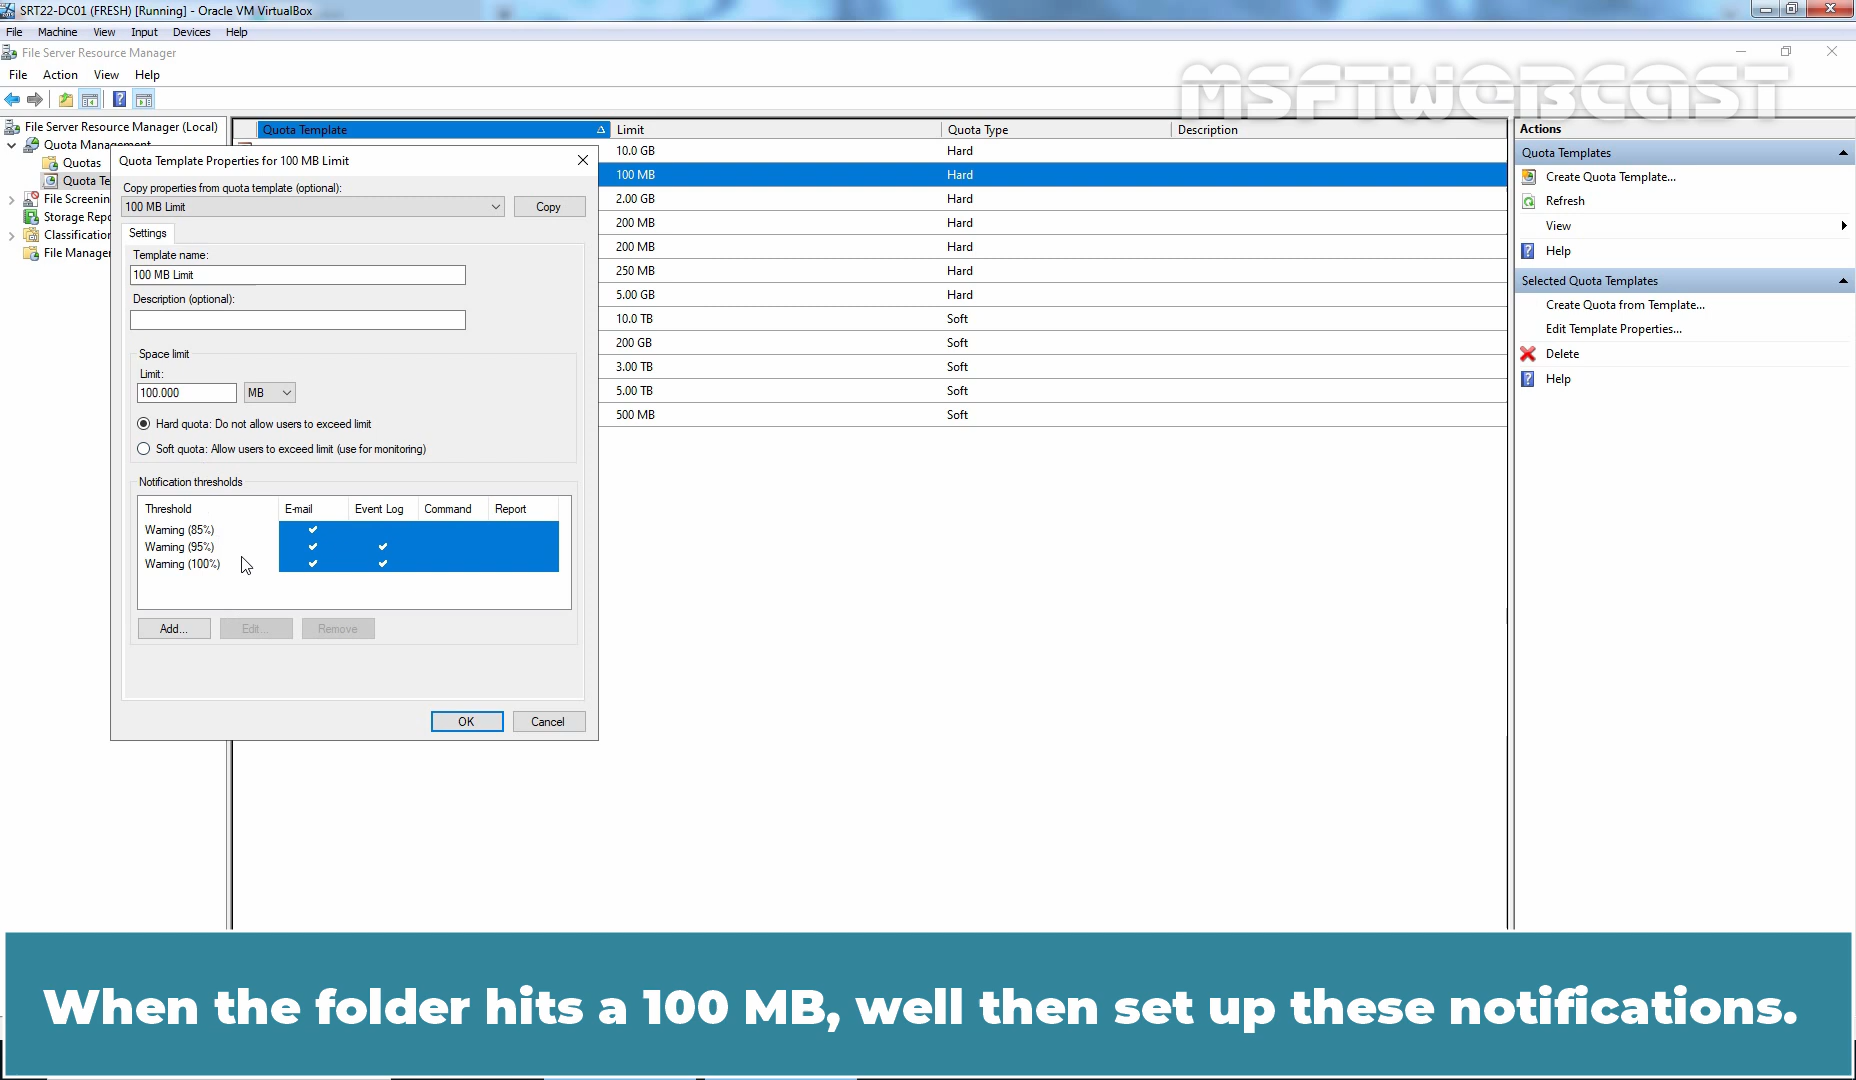 SRT22-DC01 (FRESH) [Running] - Oracle VM VirtualBox
File Machine View Input Devices Help
File Server Resource Manager
File Action View Help
MSFTWEBCAST
File Server Resource Manager (Local)
Quota Management
Quotas
Quota Te
File Screenin
Storage Repo
Classification
File Manage
Quota Template Limit Quota Type Description
10.0 GB Hard
100 MB Hard
2.00 GB Hard
200 MB Hard
200 MB Hard
250 MB Hard
5.00 GB Hard
10.0 TB Soft
200 GB Soft
3.00 TB Soft
5.00 TB Soft
500 MB Soft
Quota Template Properties for 100 MB Limit
Copy properties from quota template (optional):
100 MB Limit Copy
Settings
Template name:
100 MB Limit
Description (optional):
Space limit
Limit:
100.000 MB
Hard quota: Do not allow users to exceed limit
Soft quota: Allow users to exceed limit (use for monitoring)
Notification thresholds
Threshold E-mail Event Log Command Report
Warning (85%)
Warning (95%)
Warning (100%)
Add... Edit... Remove
OK Cancel
Actions
Quota Templates
Create Quota Template...
Refresh
View
Help
Selected Quota Templates
Create Quota from Template...
Edit Template Properties...
Delete
Help
When the folder hits a 100 MB, well then set up these notifications.